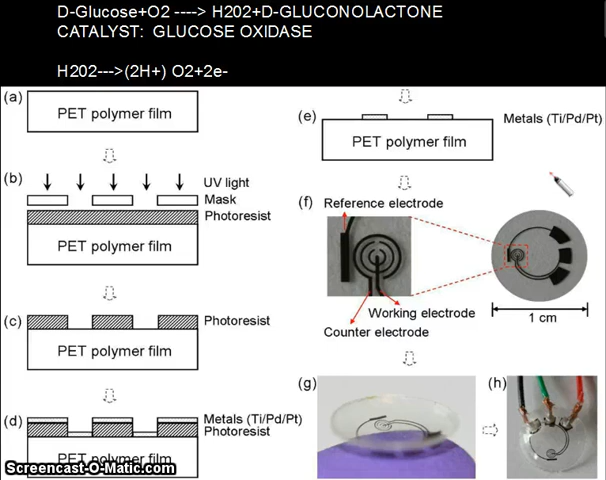 D-Glucose+O2 ----> H202+D-GLUCONOLACTONE
CATALYST:  GLUCOSE OXIDASE
H202--->(2H+) O2+2e-
(a)
PET polymer film
(b)
UV light
Mask
Photoresist
PET polymer film
(c)
Photoresist
PET polymer film
(d)
Metals (Ti/Pd/Pt)
Photoresist
PET polymer film
(e)
Metals (Ti/Pd/Pt)
PET polymer film
(f)
Reference electrode
Working electrode
Counter electrode
1 cm
(g)
(h)
Screencast-O-Matic.com